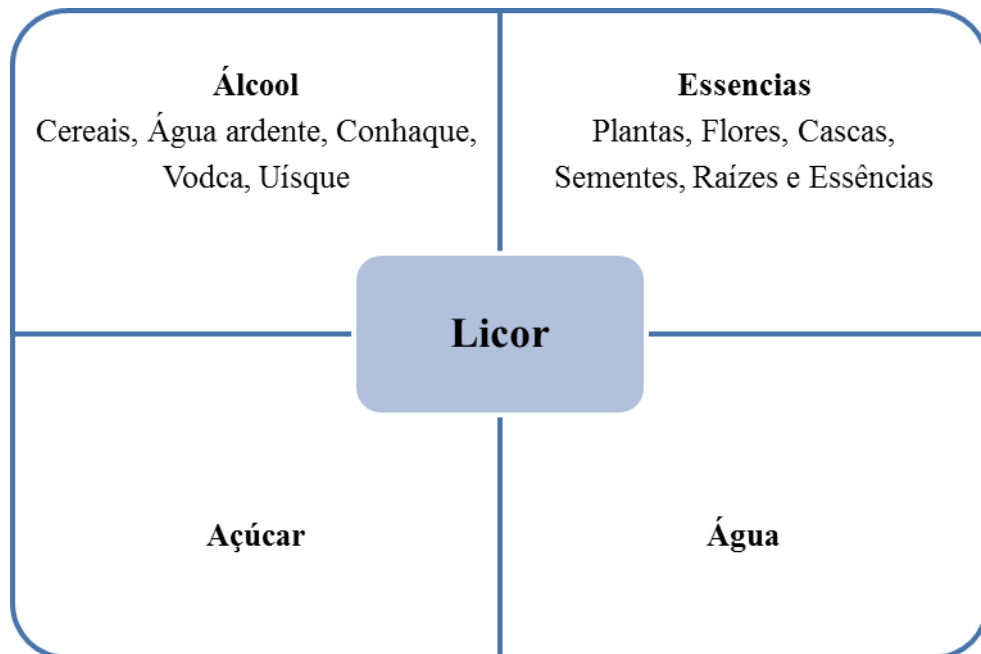 Álcool
Cereais, Água ardente, Conhaque,
Vodca, Uísque
Essencias
Plantas, Flores, Cascas,
Sementes, Raízes e Essências
Licor
Açúcar
Água